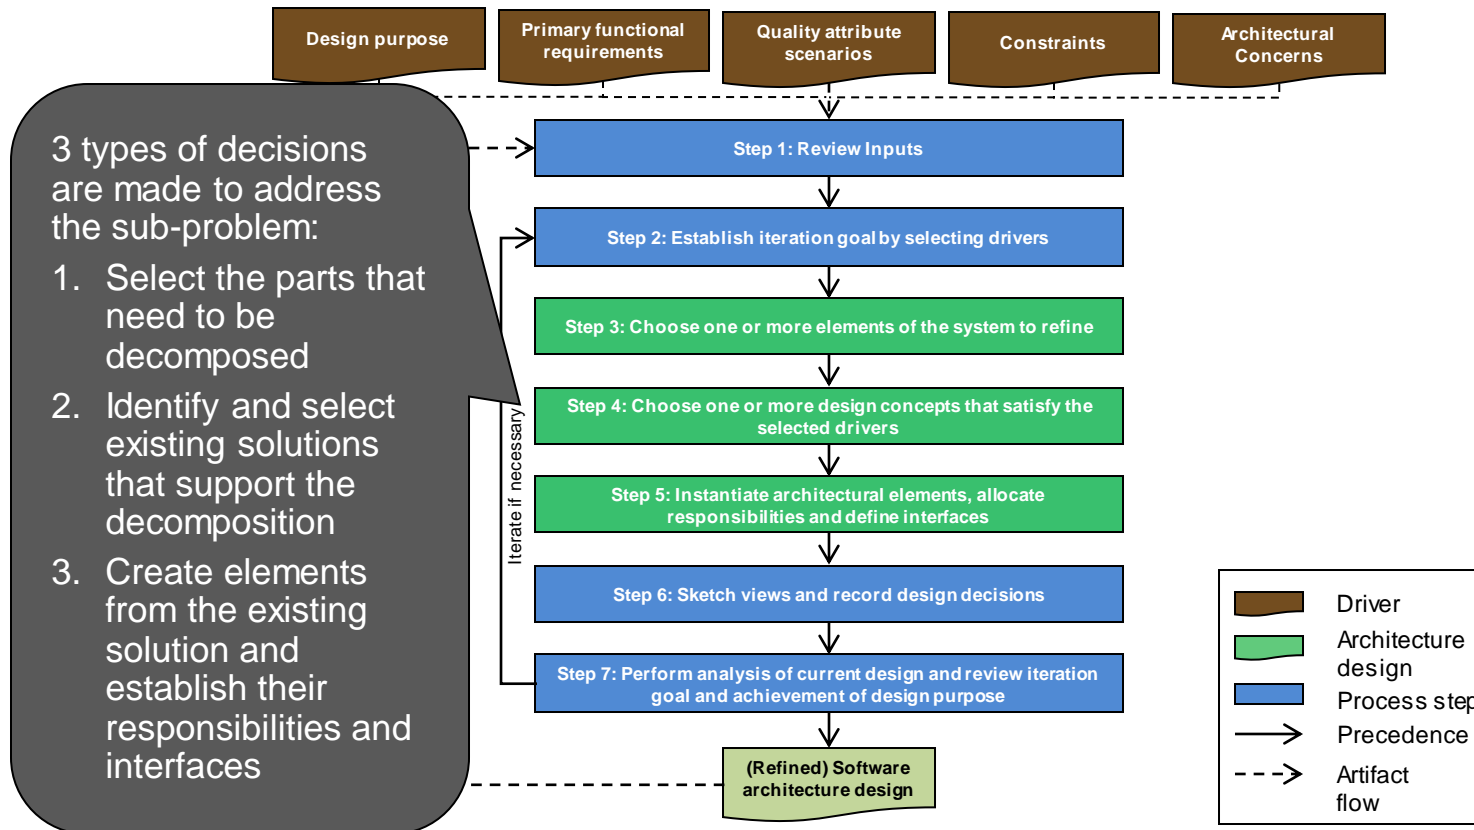 Design purpose
Primary functional
requirements
Quality attribute
scenarios
Constraints
Architectural
Concerns
3 types of decisions
are made to address
the sub-problem:
1. Select the parts that
need to be
decomposed
2. Identify and select
existing solutions
that support the
decomposition
3. Create elements
from the existing
solution and
establish their
responsibilities and
interfaces
Step 1: Review Inputs
Step 2: Establish iteration goal by selecting drivers
Step 3: Choose one or more elements of the system to refine
Step 4: Choose one or more design concepts that satisfy the
selected drivers
Step 5: Instantiate architectural elements, allocate
responsibilities and define interfaces
Step 6: Sketch views and record design decisions
Step 7: Perform analysis of current design and review iteration
goal and achievement of design purpose
Iterate if necessary
(Refined) Software
architecture design
Driver
Architecture
design
Process step
Precedence
Artifact
flow